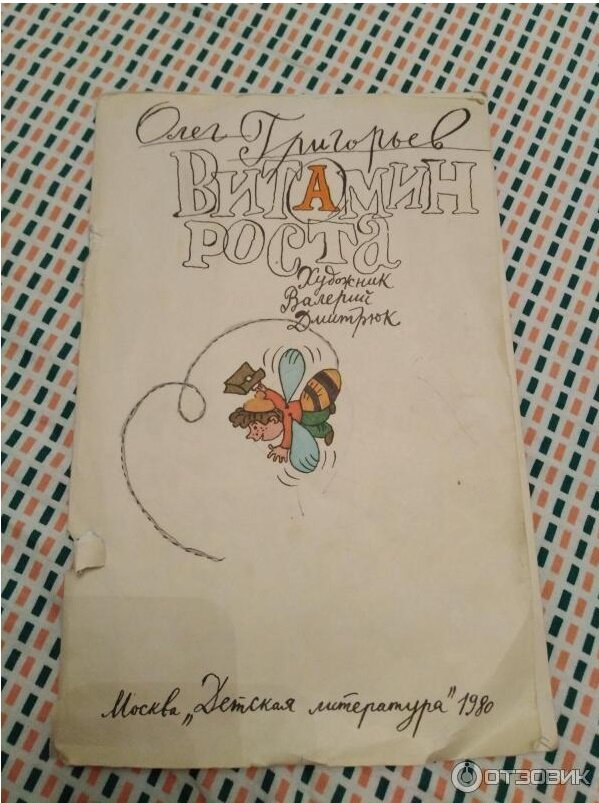 Олег Григорьев
Витамин
роста
Художник
Валерий
Дмитрюк
Москва „Детская литература" 1980
ОТЗОВИК